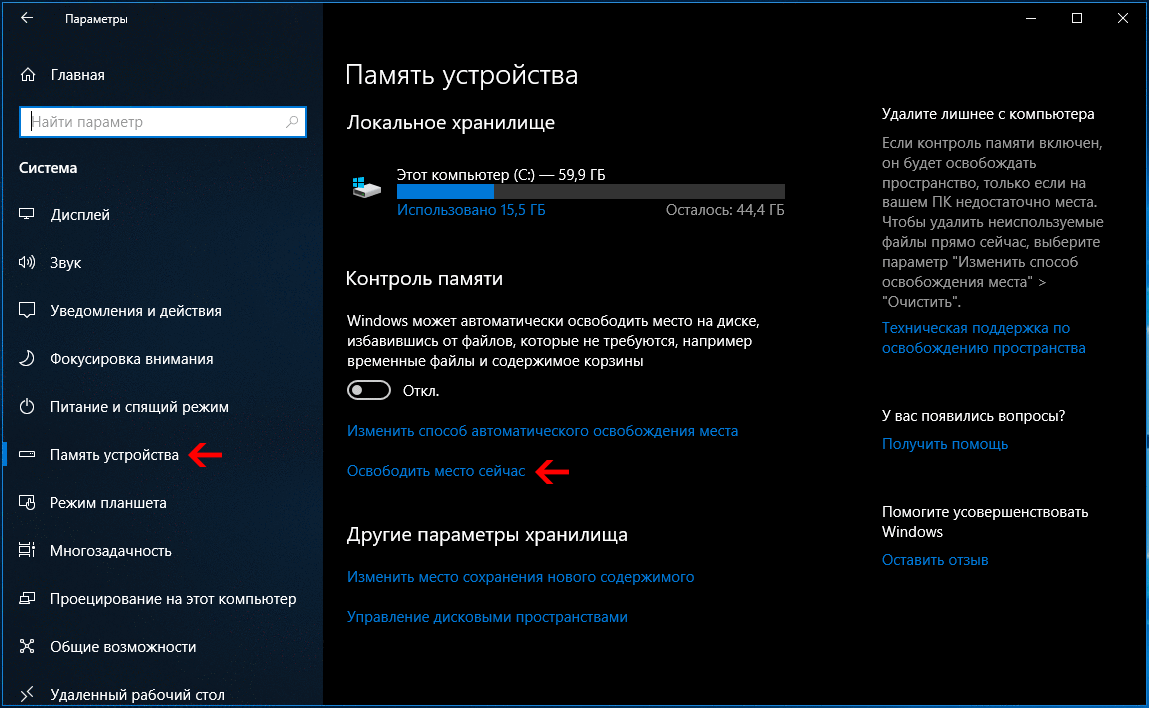 Параметры
Главная
Найти параметр
Система
Дисплей
Звук
Уведомления и действия
Фокусировка внимания
Питание и спящий режим
Память устройства
Режим планшета
Многозадачность
Проецирование на этот компьютер
Общие возможности
Удаленный рабочий стол
Память устройства
Локальное хранилище
Этот компьютер (C:) — 59,9 ГБ
Использовано 15,5 ГБ
Осталось: 44,4 ГБ
Контроль памяти
Windows может автоматически освободить место на диске,
избавившись от файлов, которые не требуются, например
временные файлы и содержимое корзины
Откл.
Изменить способ автоматического освобождения места
Освободить место сейчас
Другие параметры хранилища
Изменить место сохранения нового содержимого
Управление дисковыми пространствами
Удалите лишнее с компьютера
Если контроль памяти включен,
он будет освобождать
пространство, только если на
вашем ПК недостаточно места.
Чтобы удалить неиспользуемые
файлы прямо сейчас, выберите
параметр "Изменить способ
освобождения места" >
"Очистить".
Техническая поддержка по
освобождению пространства
У вас появились вопросы?
Получить помощь
Помогите усовершенствовать
Windows
Оставить отзыв